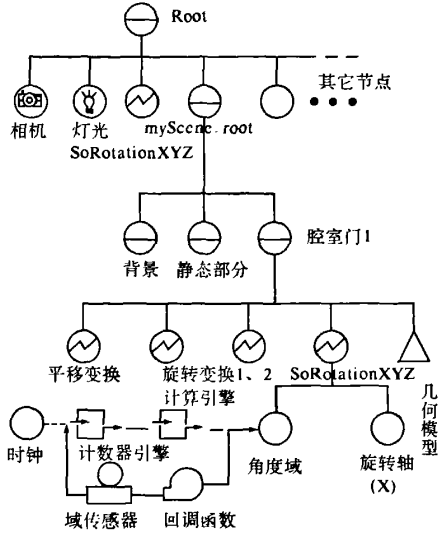 Root
其它节点
相机
灯光
myScene_root
SoRotationXYZ
背景
静态部分
腔室门1
平移变换
旋转变换1、2
SoRotationXYZ
计算引擎
几何模型
时钟
计数器引擎
角度域
旋转轴
(X)
域传感器
回调函数